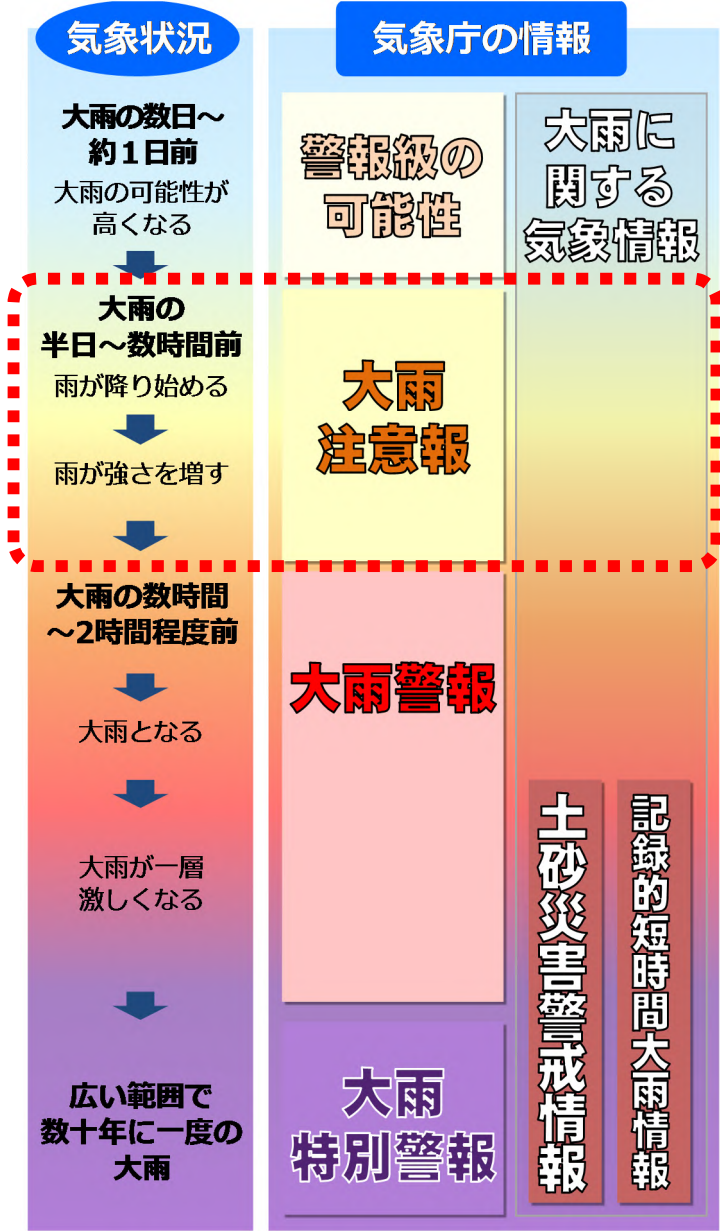 気象状況
気象庁の情報
大雨の数日～
約１日前
大雨の可能性が
高くなる
大雨の
半日～数時間前
雨が降り始める
雨が強さを増す
大雨の数時間
～2時間程度前
大雨となる
大雨が一層
激しくなる
広い範囲で
数十年に一度の
大雨
警報級の
可能性
大雨
注意報
大雨警報
大雨
特別警報
大雨に
関する
気象情報
土砂災害警戒情報
記録的短時間大雨情報